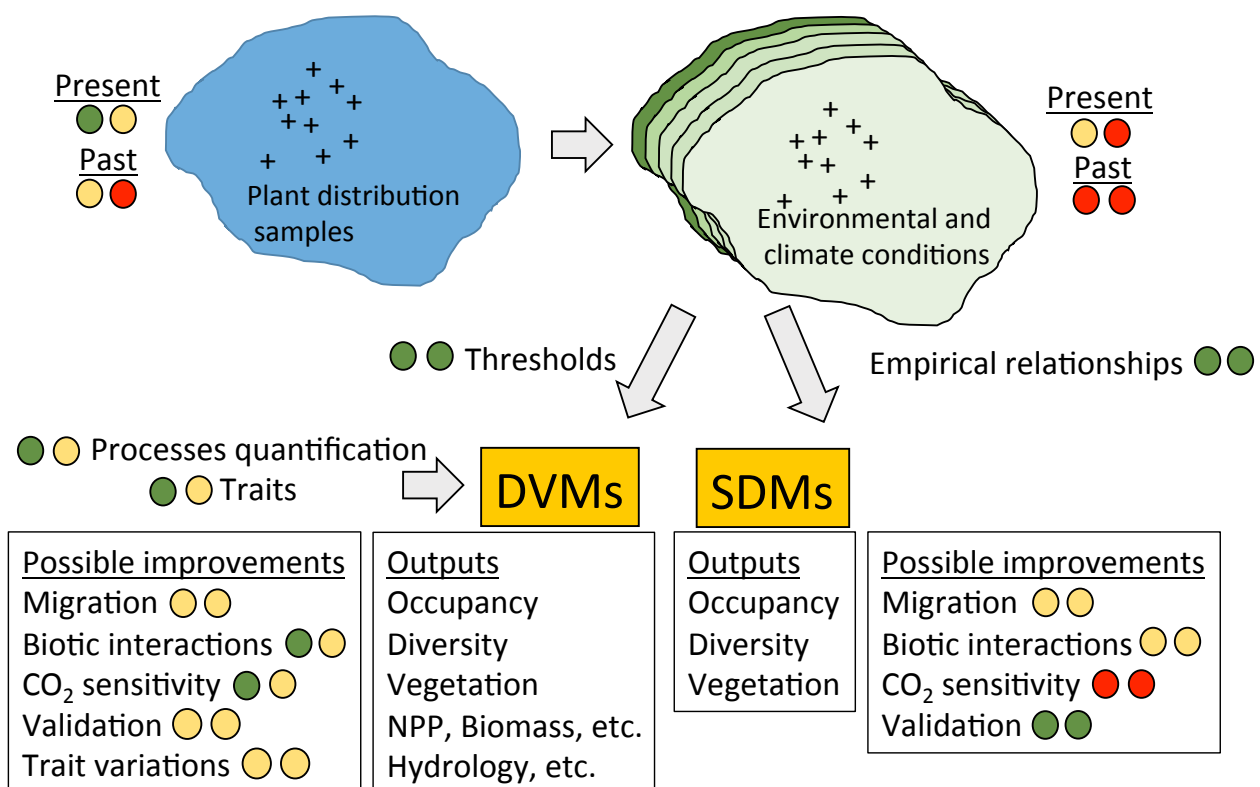 Present
Past
Plant distribution
samples
Environmental and
climate conditions
Present
Past
Thresholds
Empirical relationships
Processes quantification
Traits
DVMs
SDMs
Possible improvements
Migration
Biotic interactions
CO₂ sensitivity
Validation
Trait variations
Outputs
Occupancy
Diversity
Vegetation
NPP, Biomass, etc.
Hydrology, etc.
Outputs
Occupancy
Diversity
Vegetation
Possible improvements
Migration
Biotic interactions
CO₂ sensitivity
Validation